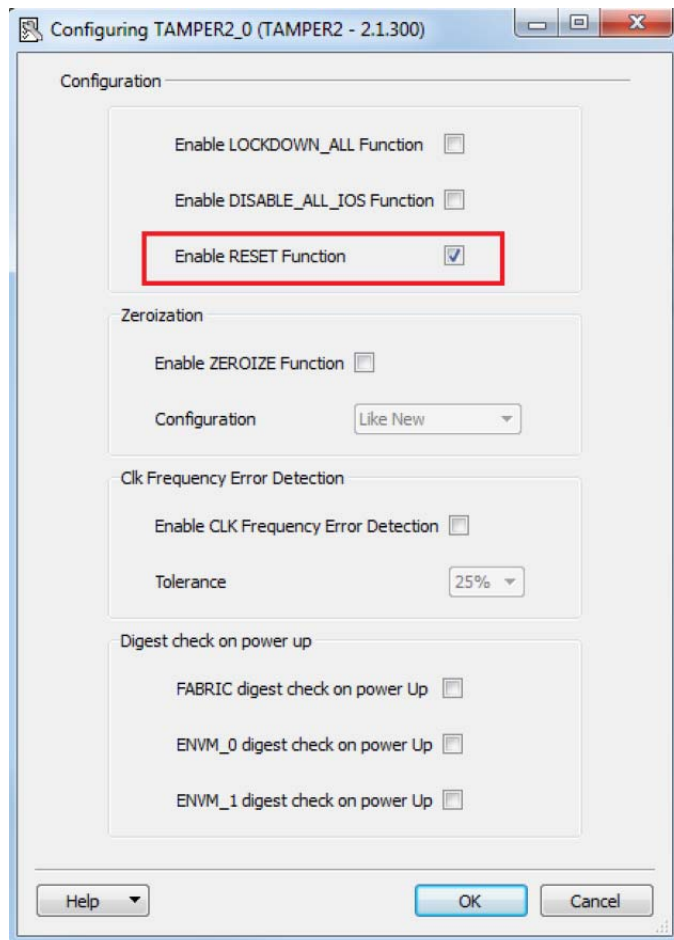 Configuring TAMPER2_0 (TAMPER2 - 2.1.300)
Configuration
Enable LOCKDOWN_ALL Function
Enable DISABLE_ALL_IOS Function
Enable RESET Function
Zeroization
Enable ZEROIZE Function
Configuration Like New
Clk Frequency Error Detection
Enable CLK Frequency Error Detection
Tolerance 25%
Digest check on power up
FABRIC digest check on power Up
ENVM_0 digest check on power Up
ENVM_1 digest check on power Up
Help OK Cancel